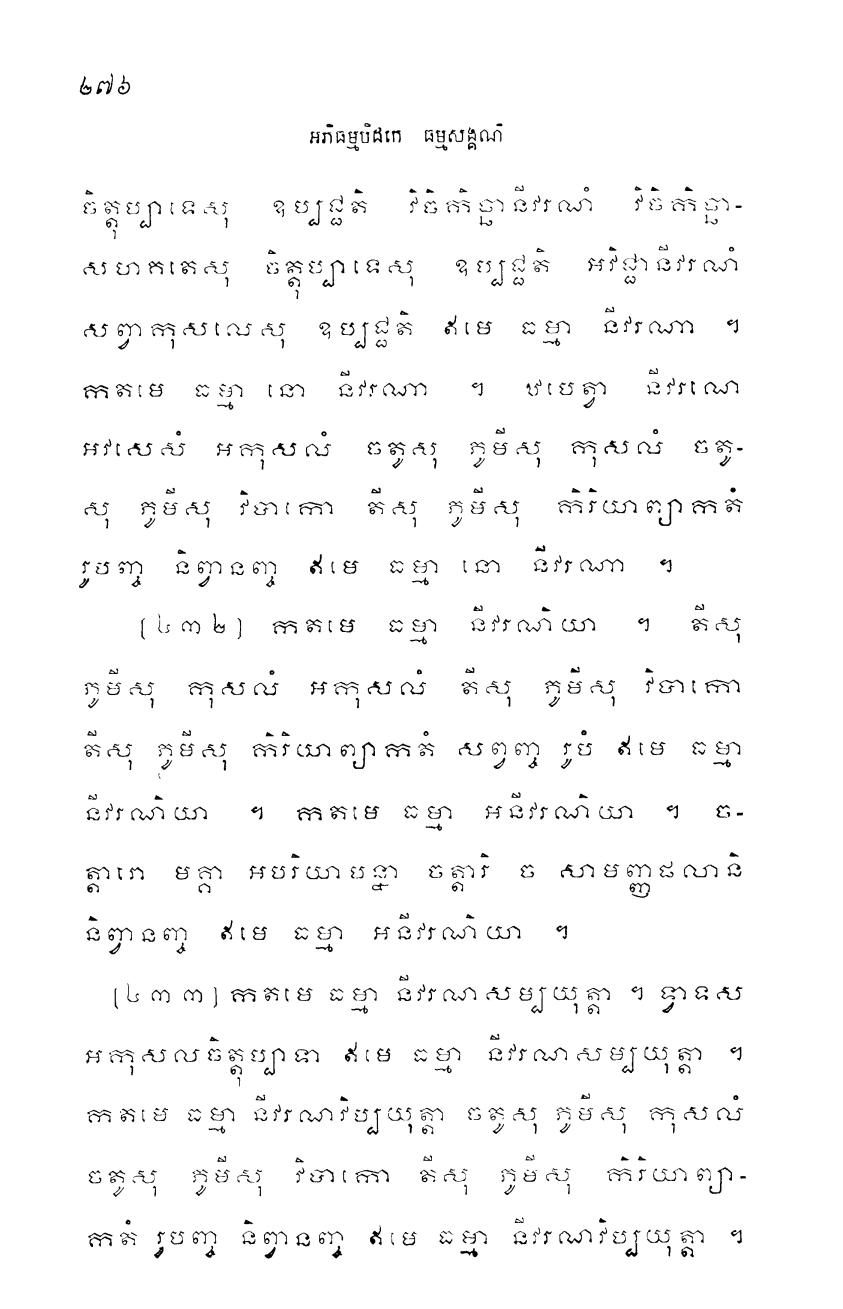 ២៧៦
អភិធម្មបិដកេ ធម្មសង្គណី
ចិត្តុប្បាទេសុ ឧប្បជ្ជតិ វិចិកិច្ឆានីវរណំ វិចិកិច្ឆា-
សហគតេសុ ចិត្តុប្បាទេសុ ឧប្បជ្ជតិ អវិជ្ជានីវរណំ
សព្វាកុសលេសុ ឧប្បជ្ជតិ ឥមេ ធម្មា នីវរណា ។
កតមេ ធម្មា នោ នីវរណា ។ ឋបេត្វា នីវរណេ
អវសេសំ អកុសលំ ចតូសុ ភូមីសុ កុសលំ ចតូ-
សុ ភូមីសុ វិបាកោ តីសុ ភូមីសុ កិរិយាព្យាកតំ
រូបញ្ច និព្វានញ្ច ឥមេ ធម្មា នោ នីវរណា ។
(៤៣២) កតមេ ធម្មា នីវរណិយា ។ តីសុ
ភូមីសុ កុសលំ អកុសលំ តីសុ ភូមីសុ វិបាកោ
តីសុ ភូមីសុ កិរិយាព្យាកតំ សព្វញ្ច រូបំ ឥមេ ធម្មា
នីវរណិយា ។ កតមេ ធម្មា អនីវរណិយា ។ ច-
ត្តារោ មគ្គា អបរិយាបន្នា ចត្តារិ ច សាមញ្ញផលានិ
និព្វានញ្ច ឥមេ ធម្មា អនីវរណិយា ។
(៤៣៣) កតមេ ធម្មា នីវរណសម្បយុត្តា ។ ទ្វាទស
អកុសលចិត្តុប្បាទា ឥមេ ធម្មា នីវរណសម្បយុត្តា ។
កតមេ ធម្មា នីវរណវិប្បយុត្តា ចតូសុ ភូមីសុ កុសលំ
ចតូសុ ភូមីសុ វិបាកោ តីសុ ភូមីសុ កិរិយាព្យា-
កតំ រូបញ្ច និព្វានញ្ច ឥមេ ធម្មា នីវរណវិប្បយុត្តា ។